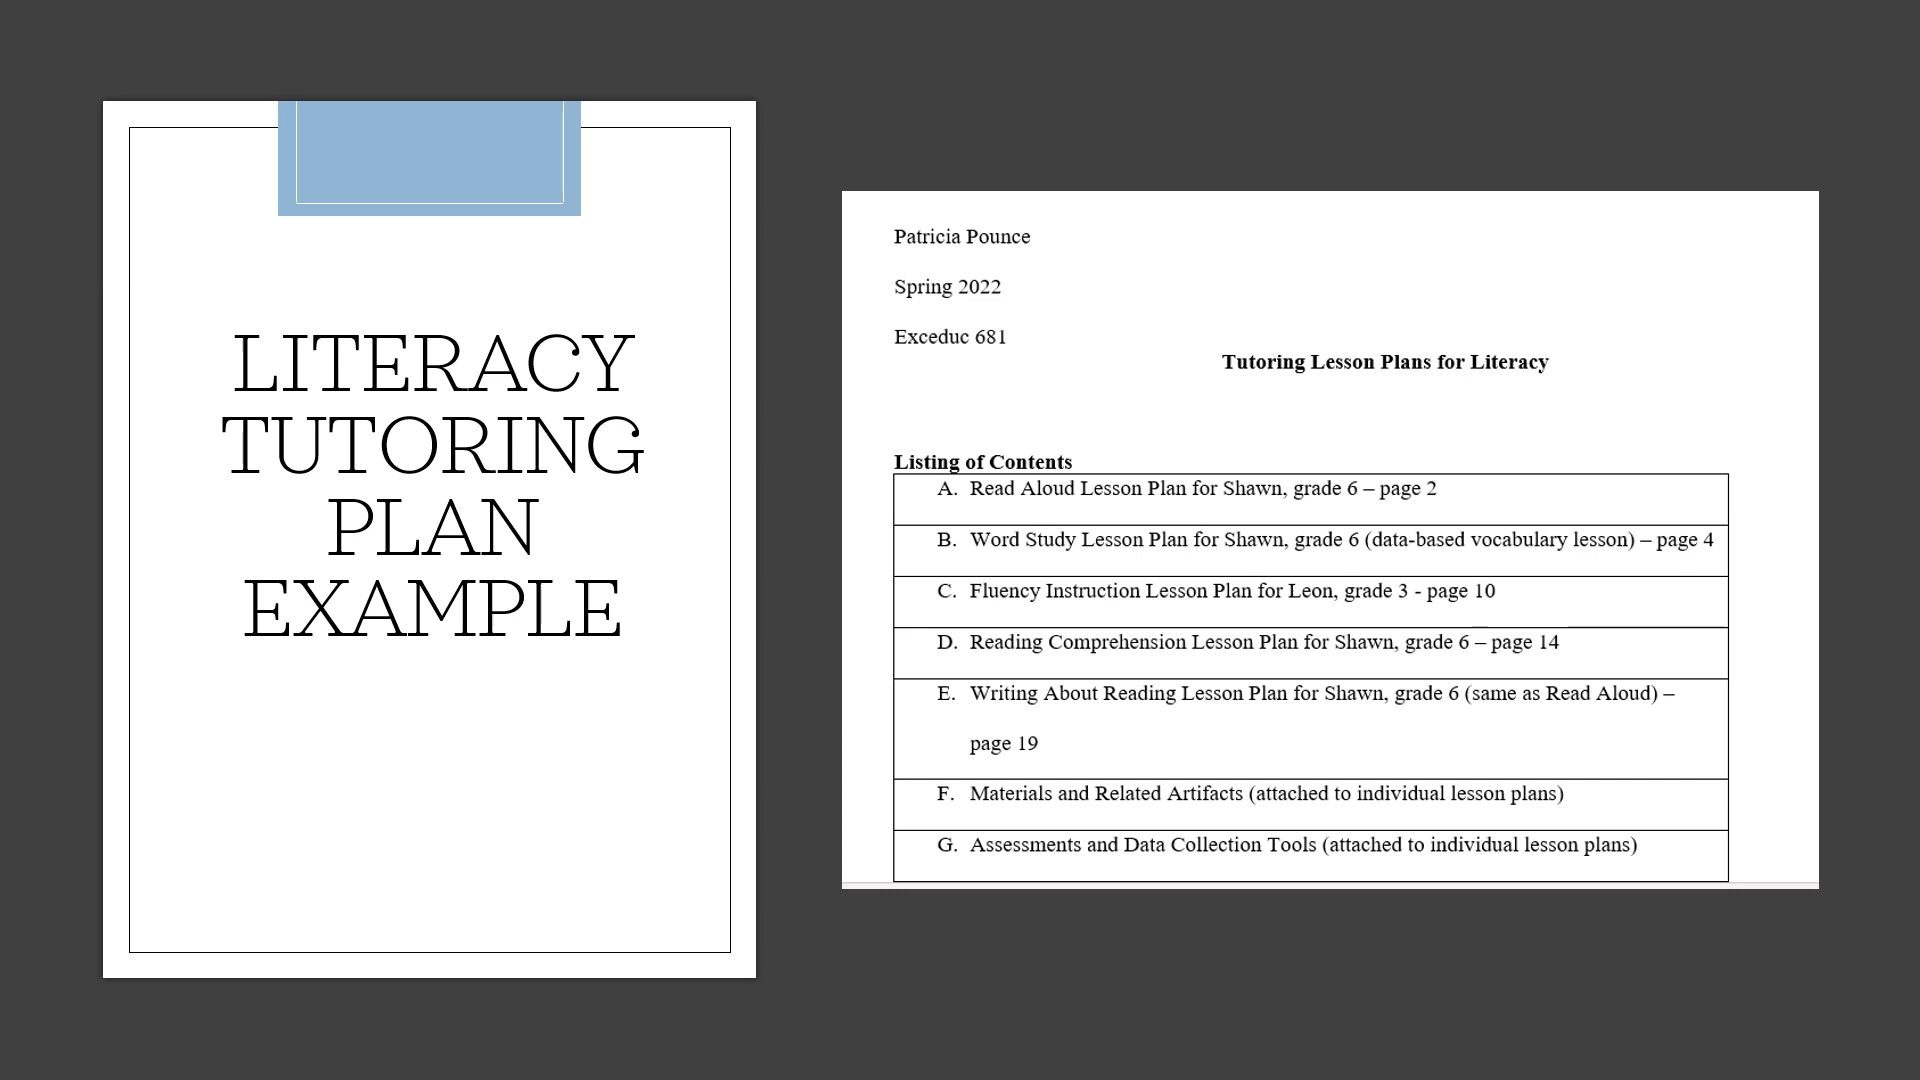 LITERACY
TUTORING
PLAN
EXAMPLE
Patricia Pounce
Spring 2022
Exceduc 681
Tutoring Lesson Plans for Literacy
Listing of Contents
A. Read Aloud Lesson Plan for Shawn, grade 6 – page 2
B. Word Study Lesson Plan for Shawn, grade 6 (data-based vocabulary lesson) – page 4
C. Fluency Instruction Lesson Plan for Leon, grade 3 - page 10
D. Reading Comprehension Lesson Plan for Shawn, grade 6 – page 14
E. Writing About Reading Lesson Plan for Shawn, grade 6 (same as Read Aloud) –
page 19
F. Materials and Related Artifacts (attached to individual lesson plans)
G. Assessments and Data Collection Tools (attached to individual lesson plans)